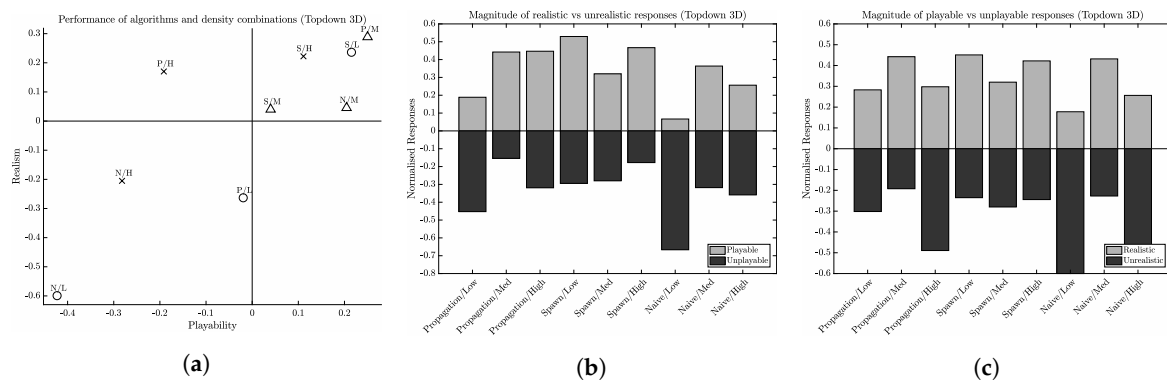 Performance of algorithms and density combinations (Topdown 3D)
0.3
0.2
0.1
0
-0.1
-0.2
-0.3
-0.4
-0.5
-0.6
Realism
P/M
S/L
S/H
P/H
S/M
N/M
N/H
P/L
N/L
-0.4
-0.3
-0.2
-0.1
0
0.1
0.2
Playability
(a)
Magnitude of realistic vs unrealistic responses (Topdown 3D)
0.6
0.5
0.4
0.3
0.2
0.1
0
-0.1
-0.2
-0.3
-0.4
-0.5
-0.6
-0.7
-0.8
Normalised Responses
Playable
Unplayable
Propagation/Low
Propagation/Med
Propagation/High
Spawn/Low
Spawn/Med
Spawn/High
Naive/Low
Naive/Med
Naive/High
(b)
Magnitude of playable vs unplayable responses (Topdown 3D)
0.6
0.5
0.4
0.3
0.2
0.1
0
-0.1
-0.2
-0.3
-0.4
-0.5
-0.6
Normalised Responses
Realistic
Unrealistic
Propagation/Low
Propagation/Med
Propagation/High
Spawn/Low
Spawn/Med
Spawn/High
Naive/Low
Naive/Med
Naive/High
(c)